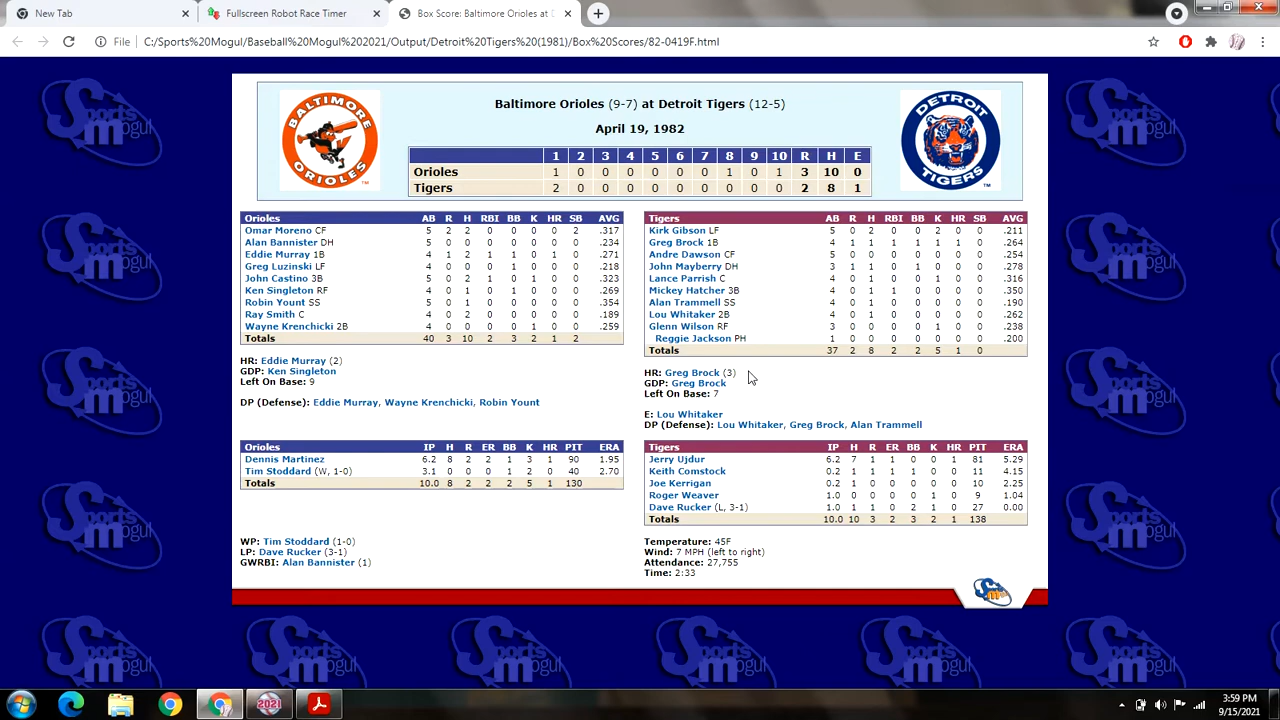 New Tab
Fullscreen Robot Race Timer
Box Score: Baltimore Orioles at
File C:/Sports%20Mogul/Baseball%20Mogul%202021/Output/Detroit%20Tigers%20(1981)/Box%20Scores/82-0419F.html
BALTIMORE ORIOLES
DETROIT TIGERS
Baltimore Orioles (9-7) at Detroit Tigers (12-5)
April 19, 1982
1 2 3 4 5 6 7 8 9 10 R H E
Orioles 1 0 0 0 0 0 0 1 0 1 3 10 0
Tigers 2 0 0 0 0 0 0 0 0 0 2 8 1
Orioles AB R H RBI BB K HR SB AVG
Omar Moreno CF 5 2 2 0 0 0 0 2 .317
Alan Bannister DH 5 0 0 0 0 0 0 0 .234
Eddie Murray 1B 4 1 2 1 1 0 1 0 .271
Greg Luzinski LF 4 0 0 0 1 0 0 0 .218
John Castino 3B 5 0 2 1 0 1 0 0 .323
Ken Singleton RF 4 0 1 0 1 0 0 0 .269
Robin Yount SS 5 0 1 0 0 0 0 0 .354
Ray Smith C 4 0 2 0 0 0 0 0 .189
Wayne Krenchicki 2B 4 0 0 0 0 1 0 0 .259
Totals 40 3 10 2 3 2 1 2
HR: Eddie Murray (2)
GDP: Ken Singleton
Left On Base: 9
DP (Defense): Eddie Murray, Wayne Krenchicki, Robin Yount
Tigers AB R H RBI BB K HR SB AVG
Kirk Gibson LF 5 0 2 0 0 2 0 0 .211
Greg Brock 1B 4 1 1 1 1 1 1 0 .264
Andre Dawson CF 5 0 0 0 0 0 0 0 .254
John Mayberry DH 3 1 1 0 1 0 0 0 .278
Lance Parrish C 4 0 1 0 0 1 0 0 .316
Mickey Hatcher 3B 4 0 1 1 0 0 0 0 .350
Alan Trammell SS 4 0 1 0 0 0 0 0 .190
Lou Whitaker 2B 4 0 1 0 0 0 0 0 .262
Glenn Wilson RF 3 0 0 0 0 1 0 0 .238
Reggie Jackson PH 1 0 0 0 0 0 0 0 .200
Totals 37 2 8 2 2 5 1 0
HR: Greg Brock (3)
GDP: Greg Brock
Left On Base: 7
E: Lou Whitaker
DP (Defense): Lou Whitaker, Greg Brock, Alan Trammell
Orioles IP H R ER BB K HR PIT ERA
Dennis Martinez 6.2 8 2 2 1 3 1 90 1.95
Tim Stoddard (W, 1-0) 3.1 0 0 0 1 2 0 40 2.70
Totals 10.0 8 2 2 2 5 1 130
WP: Tim Stoddard (1-0)
LP: Dave Rucker (3-1)
GWRBI: Alan Bannister (1)
Tigers IP H R ER BB K HR PIT ERA
Jerry Ujdur 6.2 7 1 1 0 0 1 81 5.29
Keith Comstock 0.2 1 1 1 1 0 0 11 4.15
Joe Kerrigan 0.2 1 0 0 0 0 0 10 2.25
Roger Weaver 1.0 0 0 0 0 1 0 9 1.04
Dave Rucker (L, 3-1) 1.0 1 1 0 2 1 0 27 0.00
Totals 10.0 10 3 2 3 2 1 138
Temperature: 45F
Wind: 7 MPH (left to right)
Attendance: 27,755
Time: 2:33
Sports Mogul
2021
3:59 PM
9/15/2021